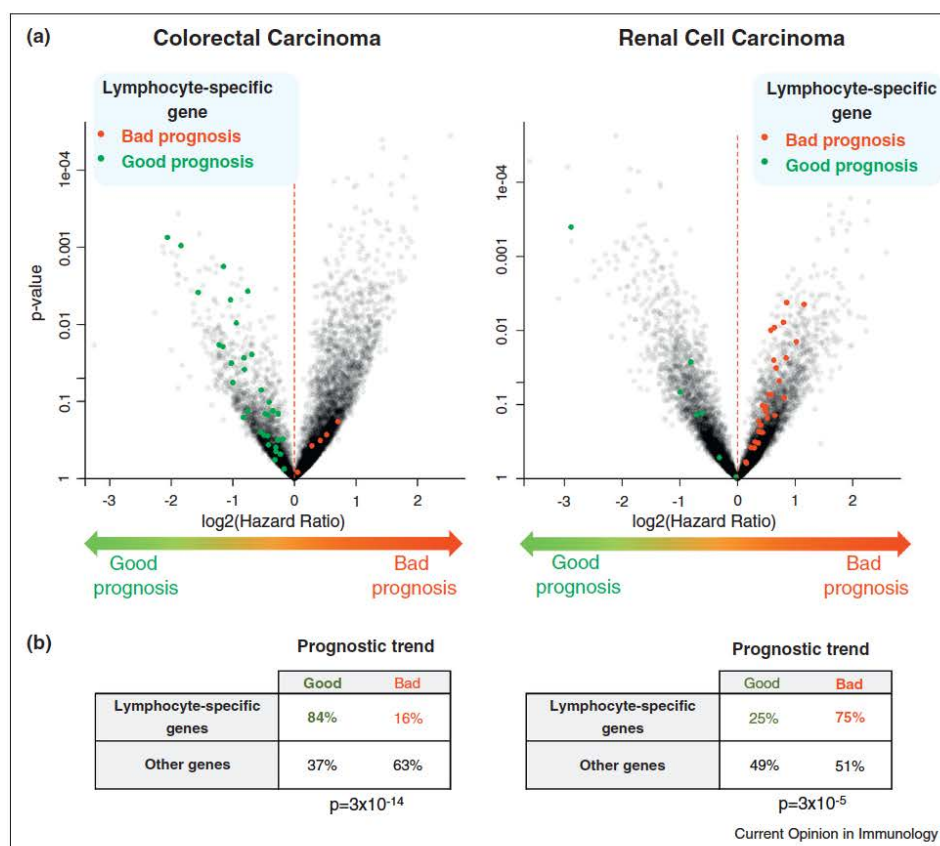 (a)
Colorectal Carcinoma
Lymphocyte-specific
gene
Bad prognosis
Good prognosis
p-value
1e-04
0.001
0.01
0.1
1
-3 -2 -1 0 1 2
log2(Hazard Ratio)
Good
prognosis
Bad
prognosis
Renal Cell Carcinoma
Lymphocyte-specific
gene
Bad prognosis
Good prognosis
1e-04
0.001
0.01
0.1
1
-3 -2 -1 0 1 2
log2(Hazard Ratio)
Good
prognosis
Bad
prognosis
(b)
Prognostic trend
Good Bad
Lymphocyte-specific
genes
84% 16%
Other genes 37% 63%
p=3x10⁻¹⁴
Prognostic trend
Good Bad
Lymphocyte-specific
genes
25% 75%
Other genes 49% 51%
p=3x10⁻⁵
Current Opinion in Immunology